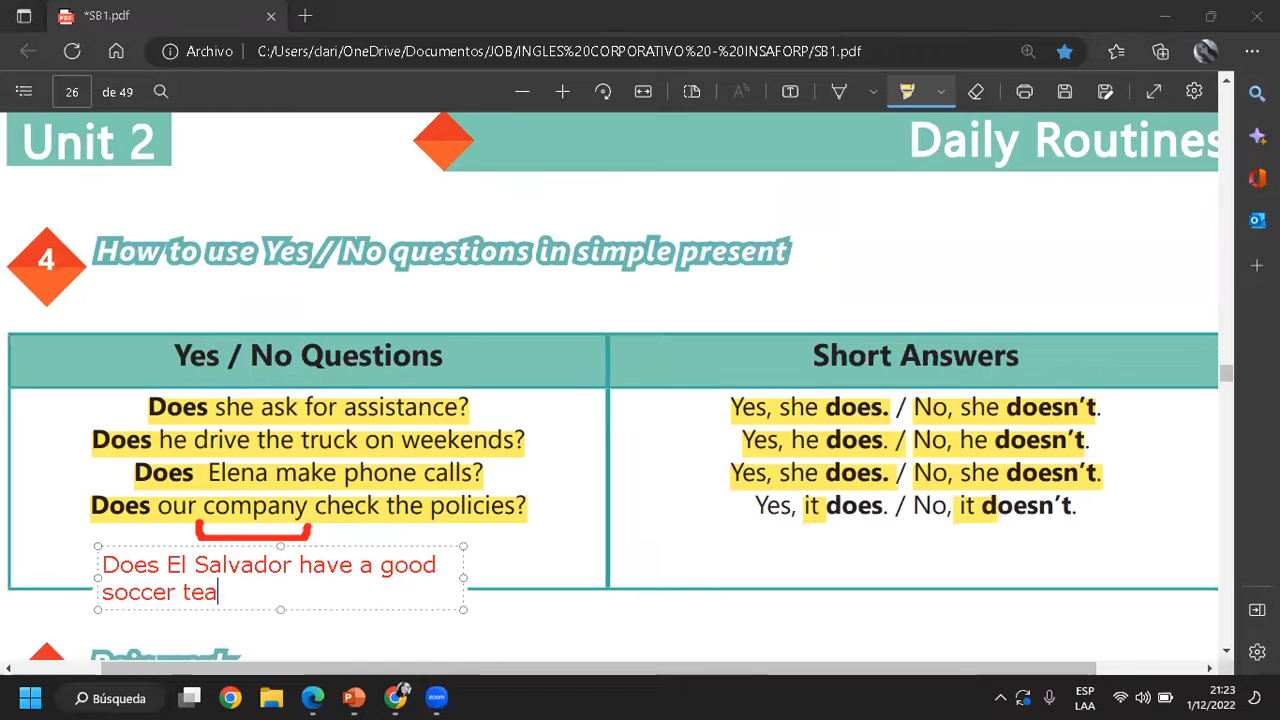 *SB1.pdf
Archivo C:/Users/clari/OneDrive/Documentos/JOB/INGLES%20CORPORATIVO%20-%20INSAFORP/SB1.pdf
26 de 49
Unit 2
Daily Routines
4 How to use Yes / No questions in simple present
Yes / No Questions
Short Answers
Does she ask for assistance?
Yes, she does. / No, she doesn't.
Does he drive the truck on weekends?
Yes, he does. / No, he doesn't.
Does Elena make phone calls?
Yes, she does. / No, she doesn't.
Does our company check the policies?
Yes, it does. / No, it doesn't.
Does El Salvador have a good
soccer tea
Búsqueda
zoom
ESP
LAA
21:23
1/12/2022